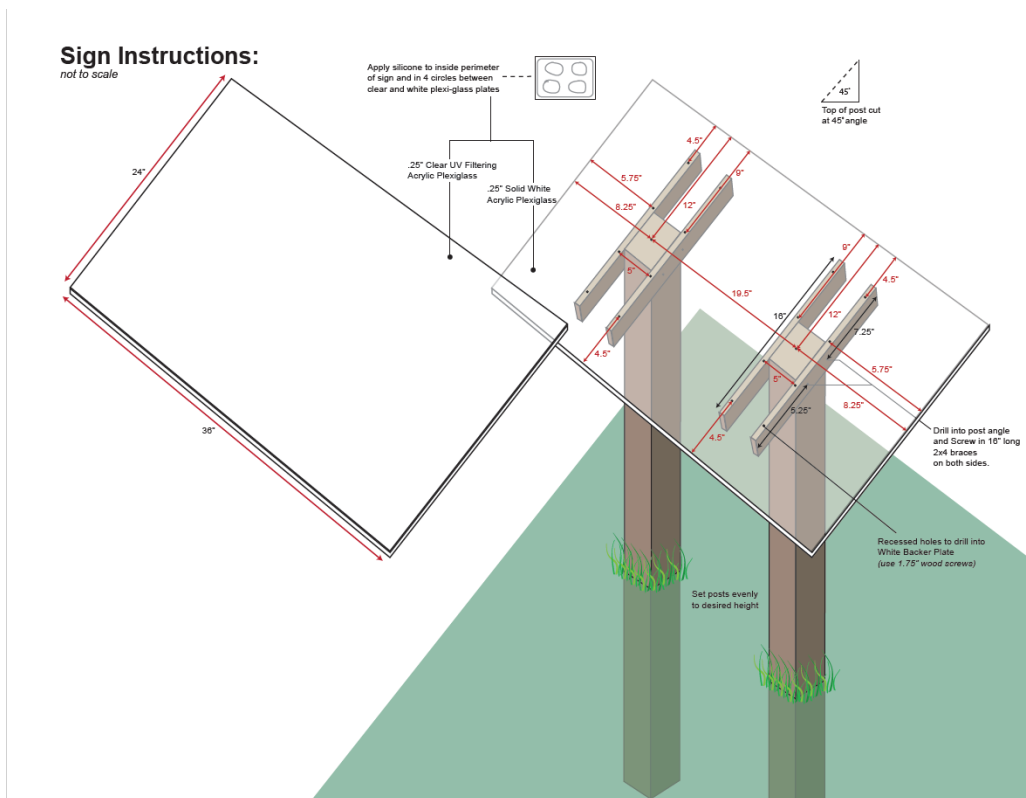 Sign Instructions:
not to scale
Apply silicone to inside perimeter
of sign and in 4 circles between
clear and white plexi-glass plates
45°
Top of post cut
at 45° angle
24"
.25" Clear UV Filtering
Acrylic Plexiglass
.25" Solid White
Acrylic Plexiglass
4.5"
5.75"
9"
8.25"
12"
5"
9"
4.5"
19.5"
16"
12"
7.25"
4.5"
5"
5.75"
8.25"
5.25"
4.5"
36"
Drill into post angle
and Screw in 16" long
2x4 braces
on both sides.
Recessed holes to drill into
White Backer Plate
(use 1.75" wood screws)
Set posts evenly
to desired height